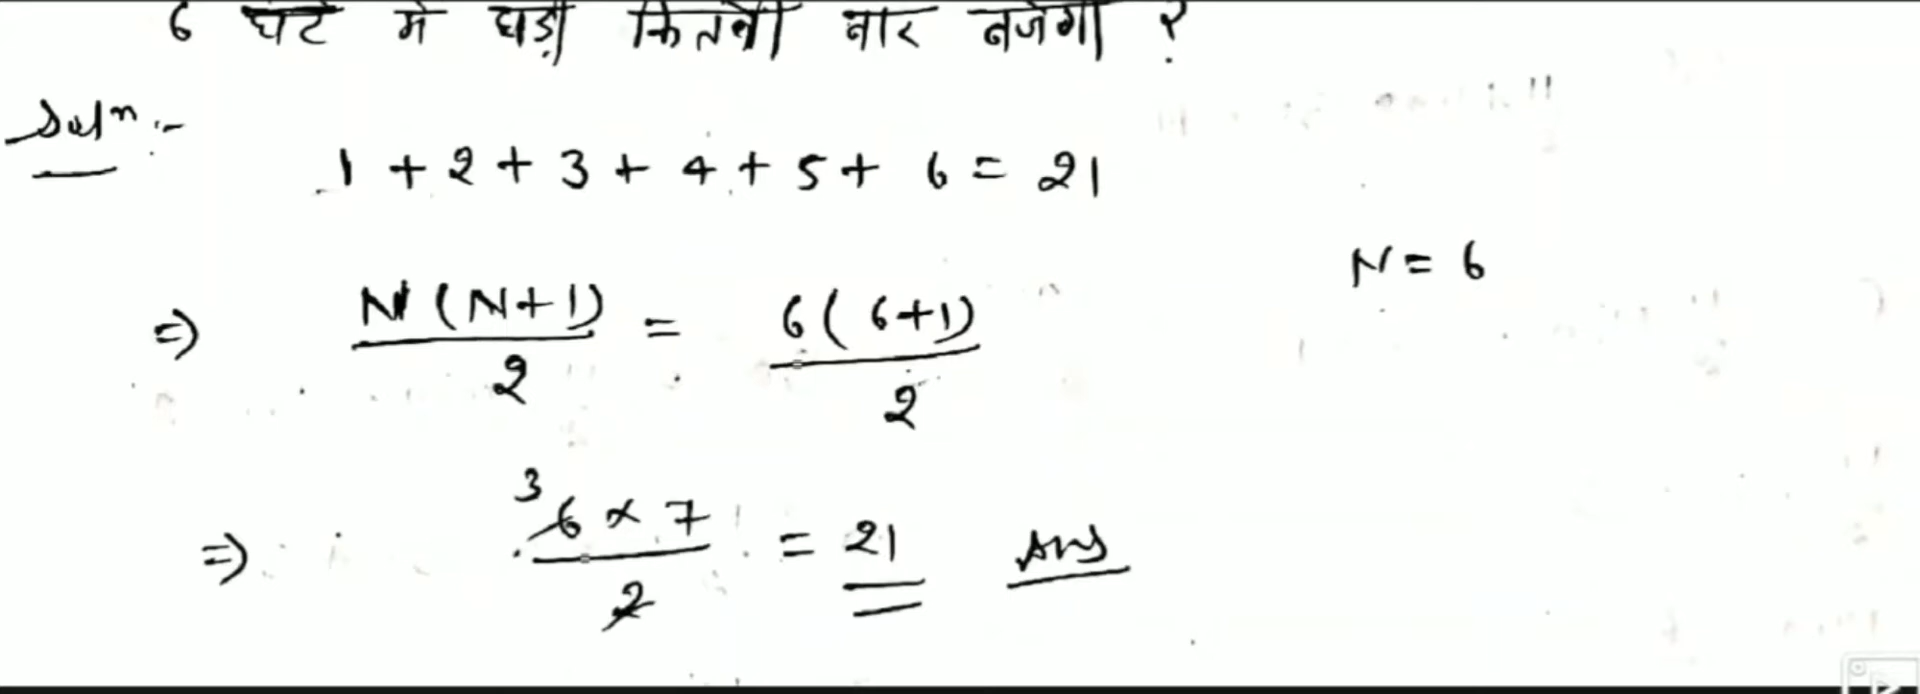 6 घंटे में घड़ी कितनी बार बजेगी ?
Solⁿ :-
1 + 2 + 3 + 4 + 5 + 6 = 21
N = 6
⇒ N (N+1) / 2 = 6 ( 6+1) / 2
⇒ 3 6 × 7 / 2 = 21 Ans